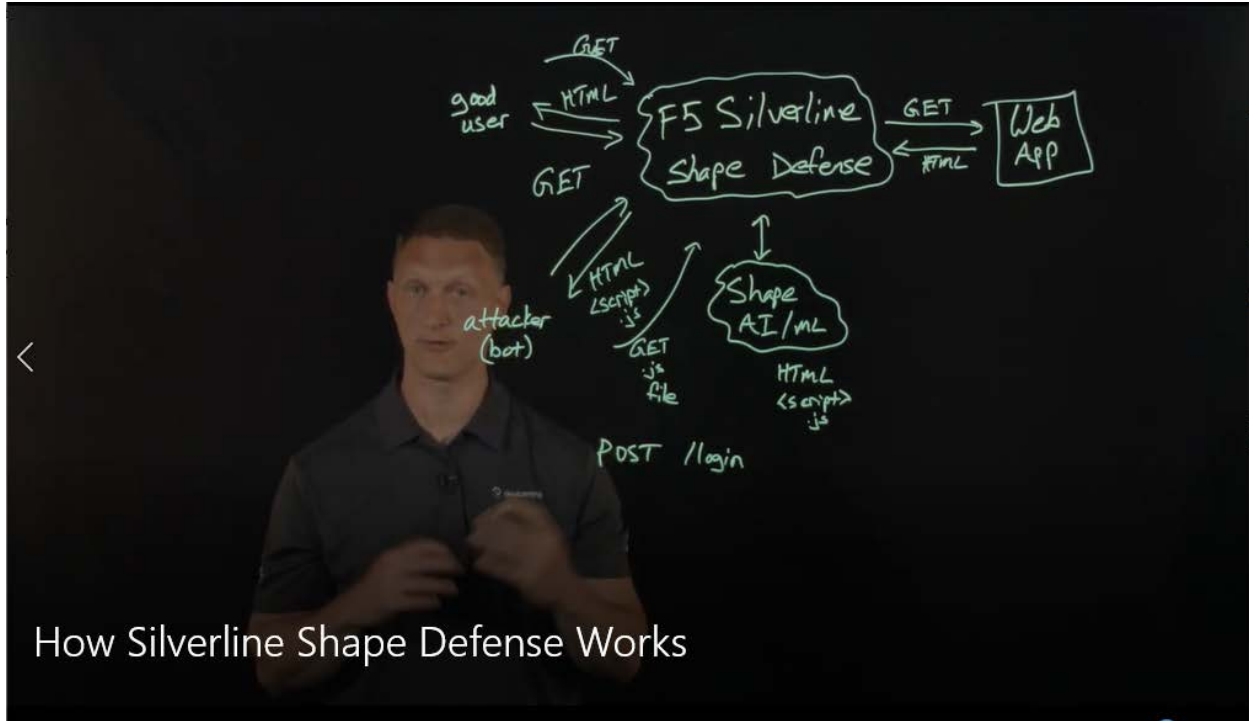 GET
HTML
good
user
GET
F5 Silverline
Shape Defense
GET
HTML
Web
App
HTML
<script>
.js
attacker
(bot)
GET
.js
file
Shape
AI/ML
HTML
<script>
.js
POST /login
How Silverline Shape Defense Works